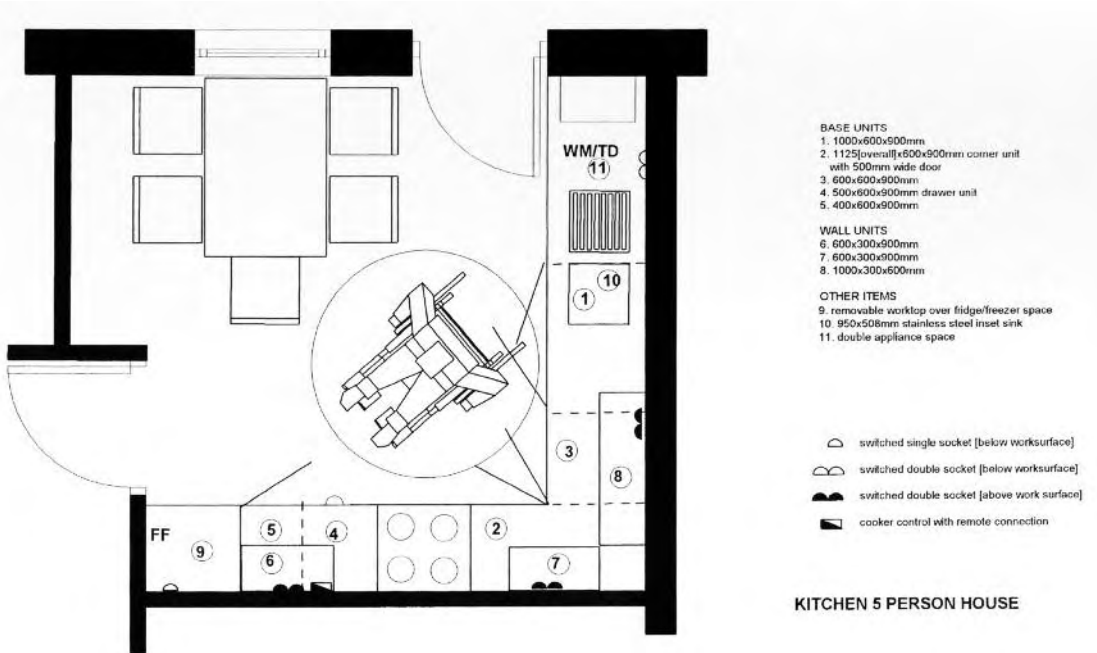 WM/TD
11
10
1
3
8
FF
9
5
4
6
2
7
BASE UNITS
1. 1000x600x900mm
2. 1125[overall]x600x900mm corner unit
with 500mm wide door
3. 600x600x900mm
4. 500x600x900mm drawer unit
5. 400x600x900mm
WALL UNITS
6. 600x300x900mm
7. 600x300x900mm
8. 1000x300x600mm
OTHER ITEMS
9. removable worktop over fridge/freezer space
10. 950x508mm stainless steel inset sink
11. double appliance space
switched single socket [below worksurface]
switched double socket [below worksurface]
switched double socket [above work surface]
cooker control with remote connection
KITCHEN 5 PERSON HOUSE